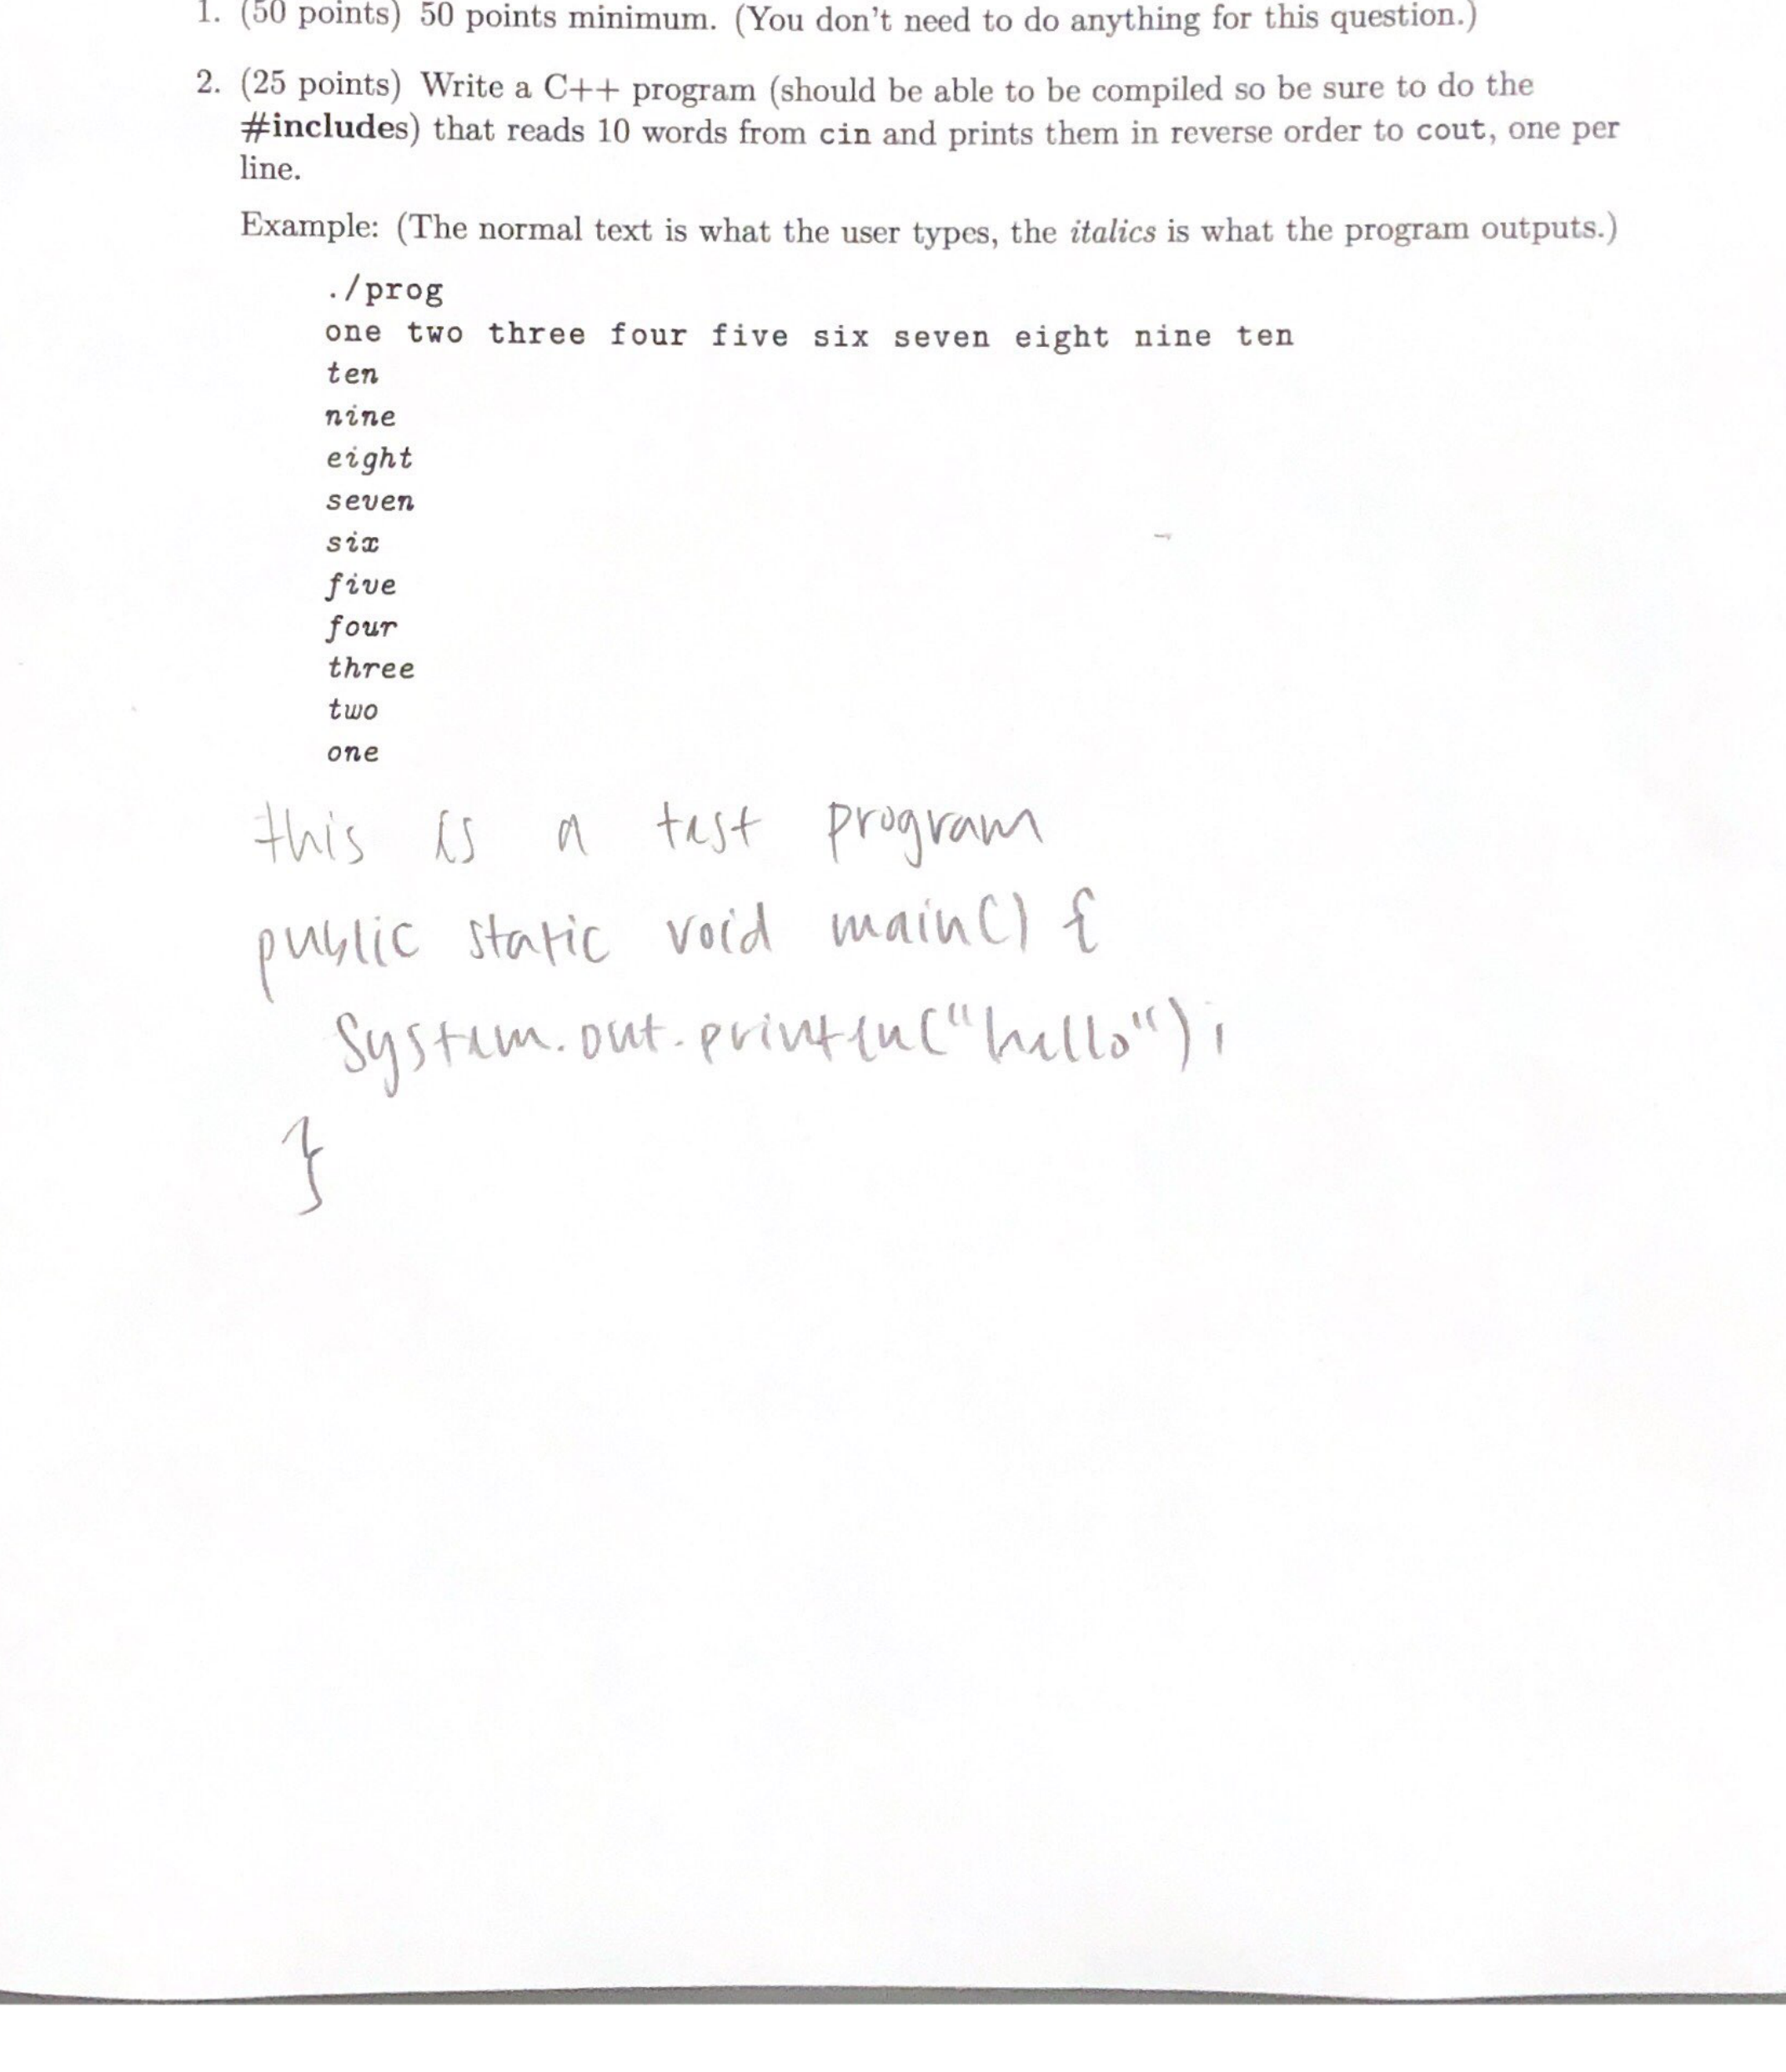 1. (50 points) 50 points minimum. (You don't need to do anything for this question.)
2. (25 points) Write a C++ program (should be able to be compiled so be sure to do the
#includes) that reads 10 words from cin and prints them in reverse order to cout, one per
line.
Example: (The normal text is what the user types, the italics is what the program outputs.)
./prog
one two three four five six seven eight nine ten
ten
nine
eight
seven
six
five
four
three
two
one
this is a test program
public static void main() {
System.out.println("hello");
}